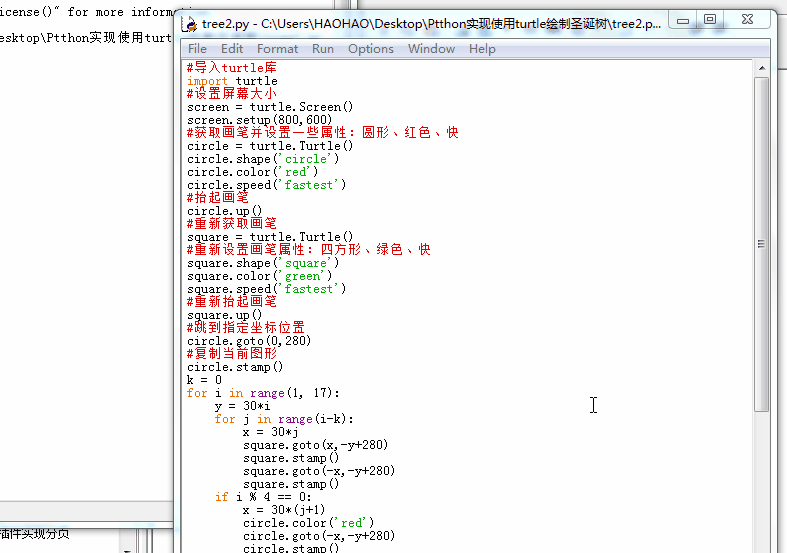 icense()" for more informa
esktop\Ptthon实现使用turt
tree2.py - C:\Users\HAOHAO\Desktop\Ptthon实现使用turtle绘制圣诞树\tree2.p...
File Edit Format Run Options Window Help
#导入turtle库
import turtle
#设置屏幕大小
screen = turtle.Screen()
screen.setup(800,600)
#获取画笔并设置一些属性：圆形、红色、快
circle = turtle.Turtle()
circle.shape('circle')
circle.color('red')
circle.speed('fastest')
#抬起画笔
circle.up()
#重新获取画笔
square = turtle.Turtle()
#重新设置画笔属性：四方形、绿色、快
square.shape('square')
square.color('green')
square.speed('fastest')
#重新抬起画笔
square.up()
#跳到指定坐标位置
circle.goto(0,280)
#复制当前图形
circle.stamp()
k = 0
for i in range(1, 17):
    y = 30*i
    for j in range(i-k):
        x = 30*j
        square.goto(x,-y+280)
        square.stamp()
        square.goto(-x,-y+280)
        square.stamp()
    if i % 4 == 0:
        x = 30*(j+1)
        circle.color('red')
        circle.goto(-x,-y+280)
        circle.stamp()
插件实现分页